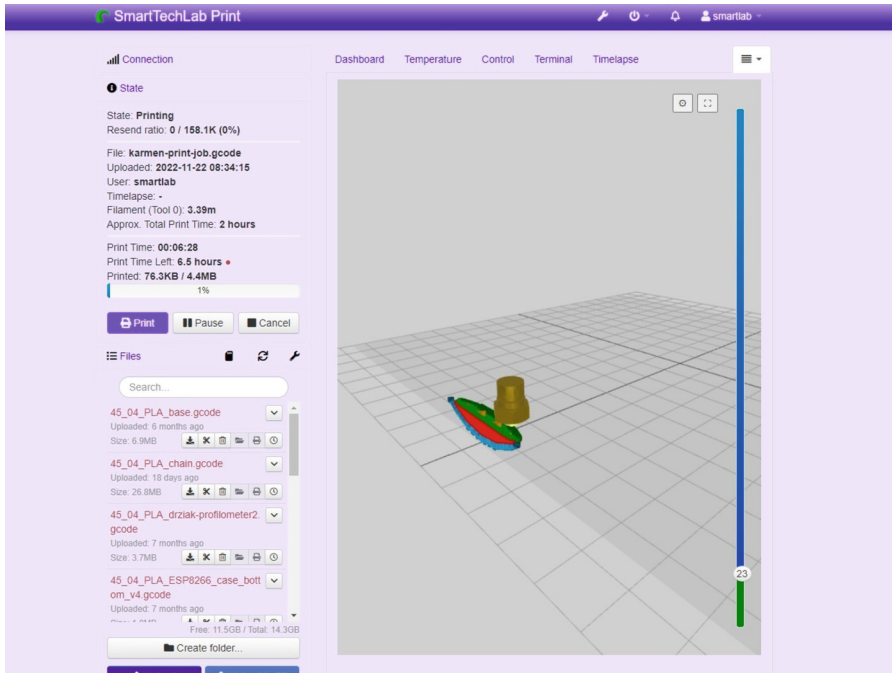 SmartTechLab Print
smartlab
Connection
State
State: Printing
Resend ratio: 0 / 158.1K (0%)
File: karmen-print-job.gcode
Uploaded: 2022-11-22 08:34:15
User: smartlab
Timelapse: -
Filament (Tool 0): 3.39m
Approx. Total Print Time: 2 hours
Print Time: 00:06:28
Print Time Left: 6.5 hours
Printed: 76.3KB / 4.4MB
1%
Print Pause Cancel
Files
Search...
45_04_PLA_base.gcode
Uploaded: 6 months ago
Size: 6.9MB
45_04_PLA_chain.gcode
Uploaded: 18 days ago
Size: 26.8MB
45_04_PLA_drziak-profilometer2.
gcode
Uploaded: 7 months ago
Size: 3.7MB
45_04_PLA_ESP8266_case_bott
om_v4.gcode
Uploaded: 7 months ago
Free: 11.5GB / Total: 14.3GB
Create folder...
Dashboard Temperature Control Terminal Timelapse
23